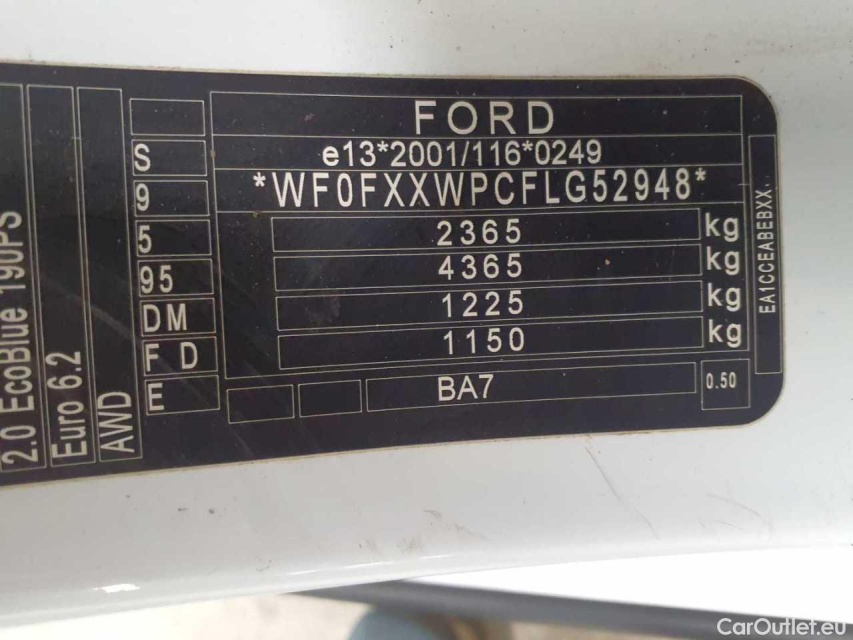 FORD
e13*2001/116*0249
*WF0FXXWPCFLG52948*
2365 kg
4365 kg
1225 kg
1150 kg
BA7
0.50
S
9
5
95
DM
F D
E
2.0 EcoBlue 190PS
Euro 6.2
AWD
EA1CCEABEBXX.
CarOutlet.eu